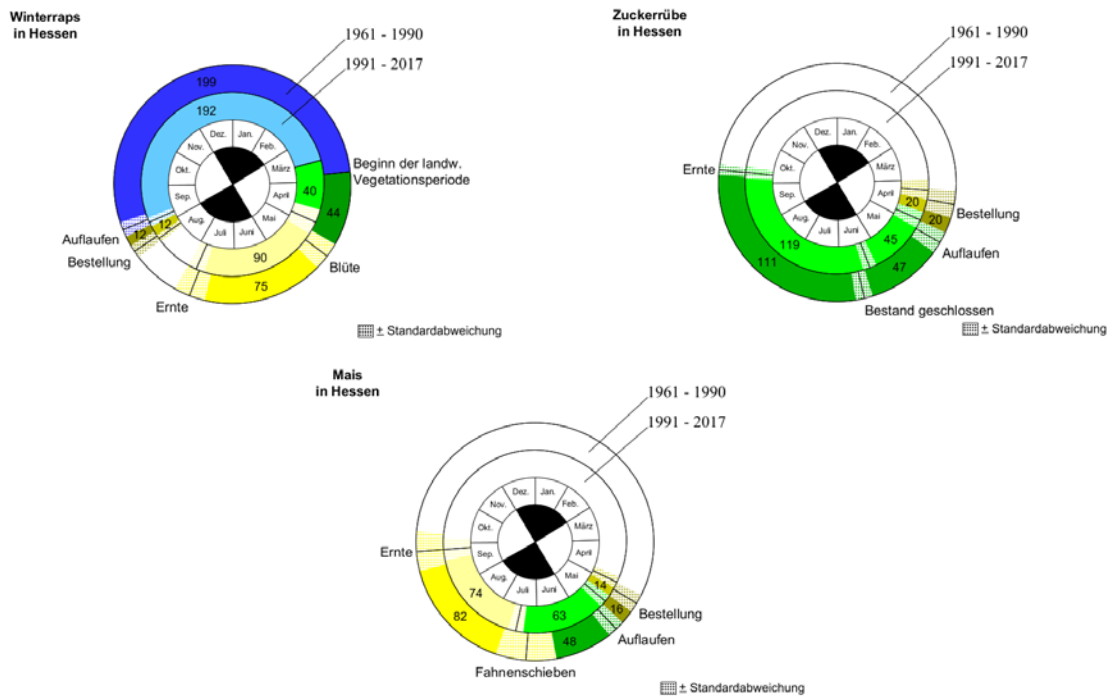 Winterraps
in Hessen
1961 - 1990
1991 - 2017
199
192
Dez.
Jan.
Nov.
Feb.
Okt.
März
Sep.
April
Aug.
Mai
Juli
Juni
Beginn der landw.
Vegetationsperiode
40
44
12
12
Auflaufen
Bestellung
90
75
Blüte
Ernte
± Standardabweichung
Zuckerrübe
in Hessen
1961 - 1990
1991 - 2017
Dez.
Jan.
Nov.
Feb.
Okt.
März
Sep.
April
Aug.
Mai
Juli
Juni
Ernte
20
20
Bestellung
Auflaufen
119
111
45
47
Bestand geschlossen
± Standardabweichung
Mais
in Hessen
1961 - 1990
1991 - 2017
Dez.
Jan.
Nov.
Feb.
Okt.
März
Sep.
April
Aug.
Mai
Juli
Juni
Ernte
14
16
Bestellung
Auflaufen
74
82
63
48
Fahnenschieben
± Standardabweichung